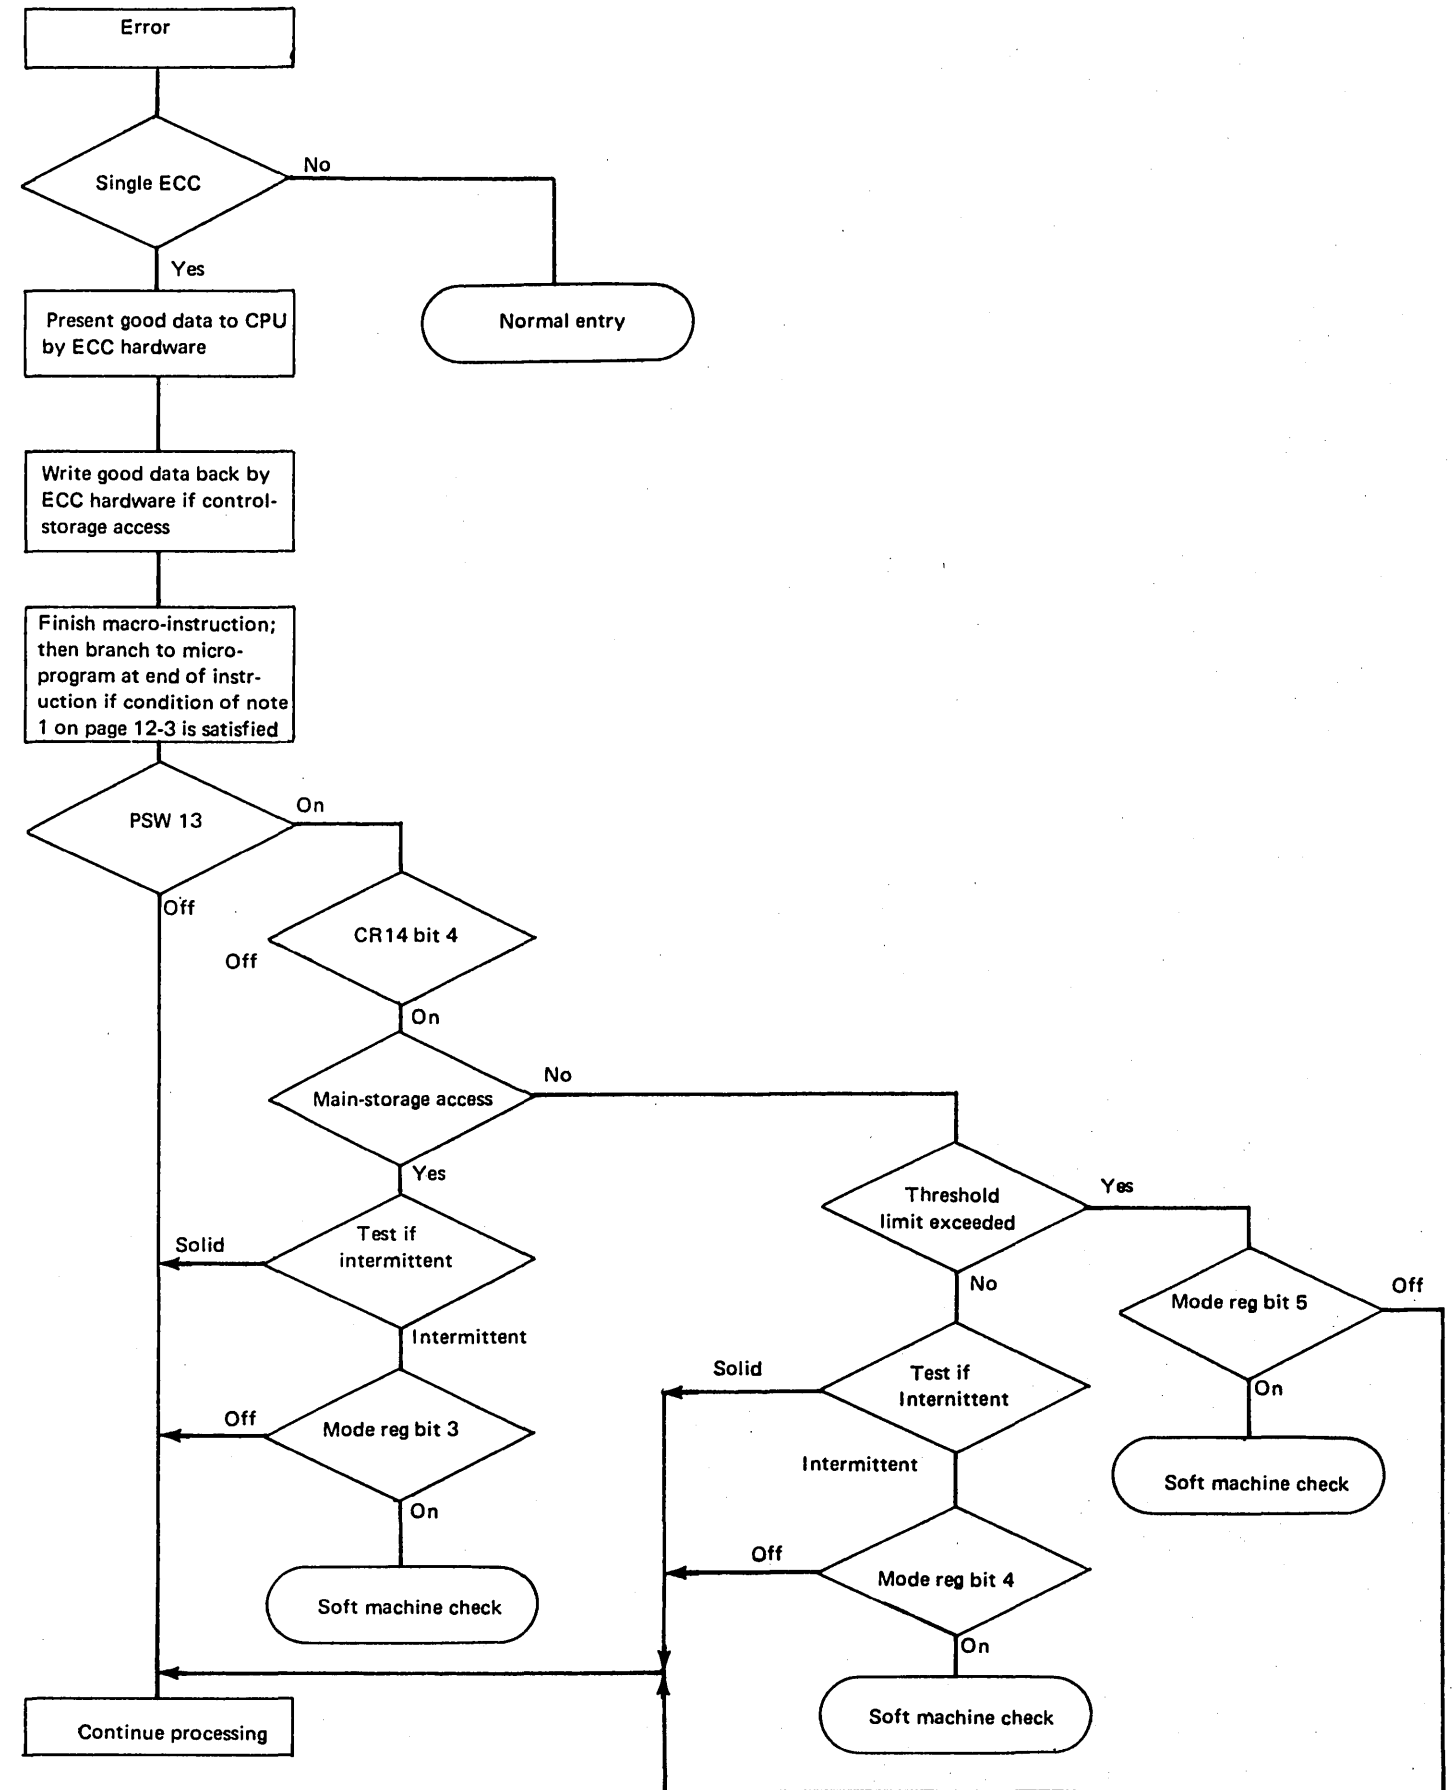 Error
Single ECC
No
Yes
Present good data to CPU
by ECC hardware
Normal entry
Write good data back by
ECC hardware if control-
storage access
Finish macro-instruction;
then branch to micro-
program at end of instr-
uction if condition of note
1 on page 12-3 is satisfied
PSW 13
On
Off
CR14 bit 4
Off
On
Main-storage access
No
Yes
Threshold
limit exceeded
Yes
No
Test if
intermittent
Solid
Intermittent
Mode reg bit 5
Off
On
Soft machine check
Test if
Internittent
Solid
Intermittent
Mode reg bit 3
Off
On
Soft machine check
Mode reg bit 4
Off
On
Soft machine check
Continue processing